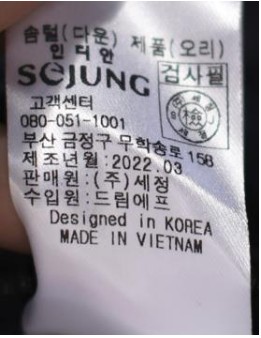 솜털(다운) 제품(오리)
인디안
SEJUNG 검사필
고객센터
080-051-1001
부산 금정구 무학송로 158
제조년월:2022.03
판매원:(주)세정
수입원:드림에프
Designed in KOREA
MADE IN VIETNAM